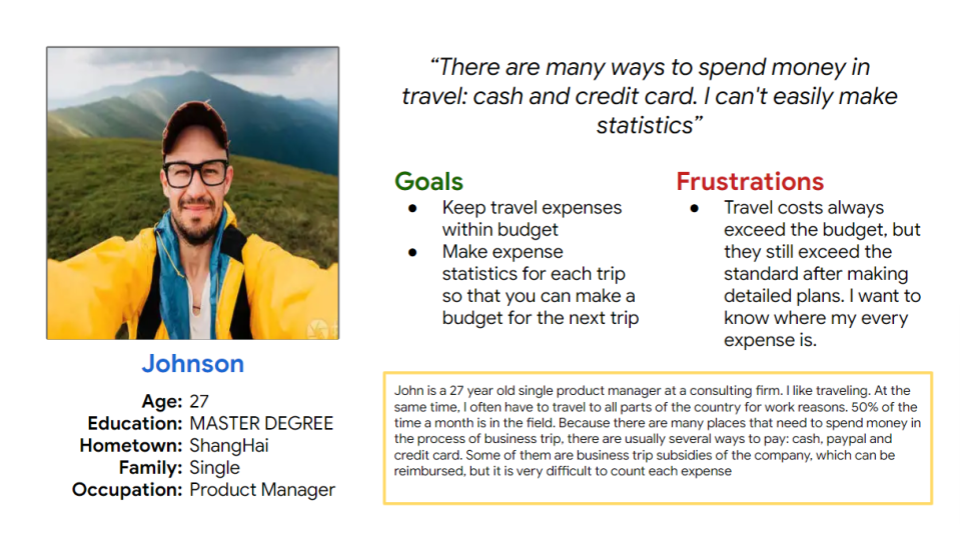 “There are many ways to spend money in
travel: cash and credit card. I can't easily make
statistics”
Goals
● Keep travel expenses
within budget
● Make expense
statistics for each trip
so that you can make a
budget for the next trip
Frustrations
● Travel costs always
exceed the budget, but
they still exceed the
standard after making
detailed plans. I want to
know where my every
expense is.
Johnson
Age: 27
Education: MASTER DEGREE
Hometown: ShangHai
Family: Single
Occupation: Product Manager
John is a 27 year old single product manager at a consulting firm. I like traveling. At the
same time, I often have to travel to all parts of the country for work reasons. 50% of the
time a month is in the field. Because there are many places that need to spend money in
the process of business trip, there are usually several ways to pay: cash, paypal and
credit card. Some of them are business trip subsidies of the company, which can be
reimbursed, but it is very difficult to count each expense